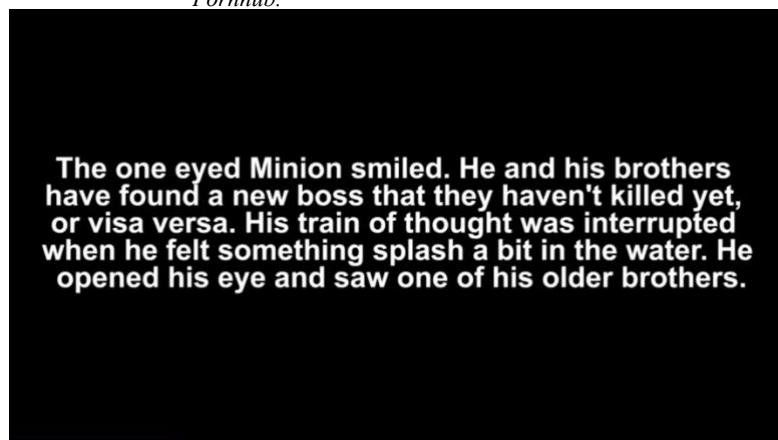 Pornhub.
The one eyed Minion smiled. He and his brothers
have found a new boss that they haven't killed yet,
or visa versa. His train of thought was interrupted
when he felt something splash a bit in the water. He
opened his eye and saw one of his older brothers.